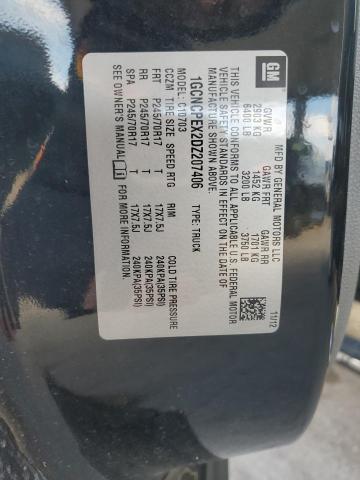 GM
MFD BY GENERAL MOTORS LLC 11/12
GVWR GAWR FRT GAWR RR
2903 KG 1452 KG 1701 KG
6400 LB 3200 LB 3750 LB
THIS VEHICLE CONFORMS TO ALL APPLICABLE U.S. FEDERAL MOTOR
VEHICLE SAFETY STANDARDS IN EFFECT ON THE DATE OF
MANUFACTURE SHOWN ABOVE.
1GCNCPEX2DZ207406 TYPE: TRUCK
MODEL: C10703
CCZM TIRE SIZE SPEED RTG RIM COLD TIRE PRESSURE
FRT P245/70R17 T 17X7.5J 240KPA(35PSI)
RR P245/70R17 T 17X7.5J 240KPA(35PSI)
SPA P245/70R17 T 17X7.5J 240KPA(35PSI)
SEE OWNER'S MANUAL